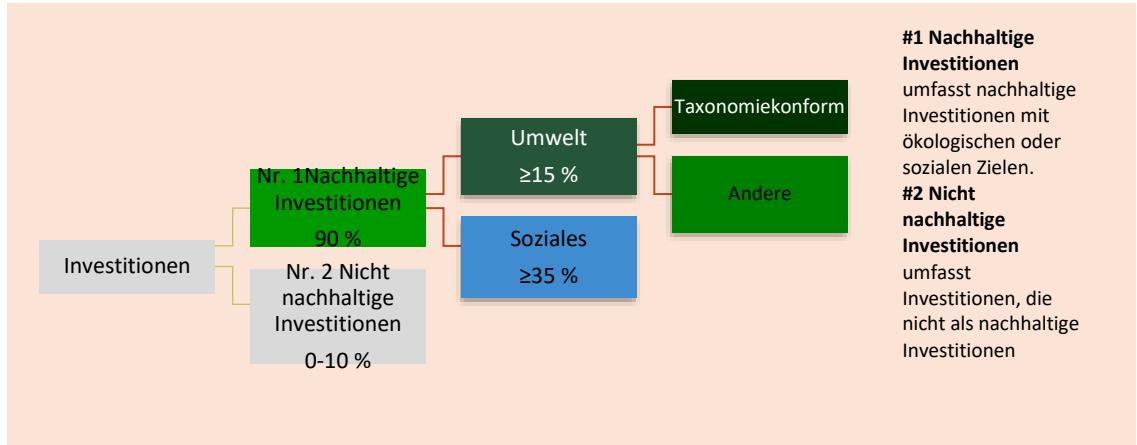 Investitionen
Nr. 1Nachhaltige
Investitionen
90 %
Nr. 2 Nicht
nachhaltige
Investitionen
0-10 %
Umwelt
≥15 %
Soziales
≥35 %
Taxonomiekonform
Andere
#1 Nachhaltige
Investitionen
umfasst nachhaltige
Investitionen mit
ökologischen oder
sozialen Zielen.
#2 Nicht
nachhaltige
Investitionen
umfasst
Investitionen, die
nicht als nachhaltige
Investitionen